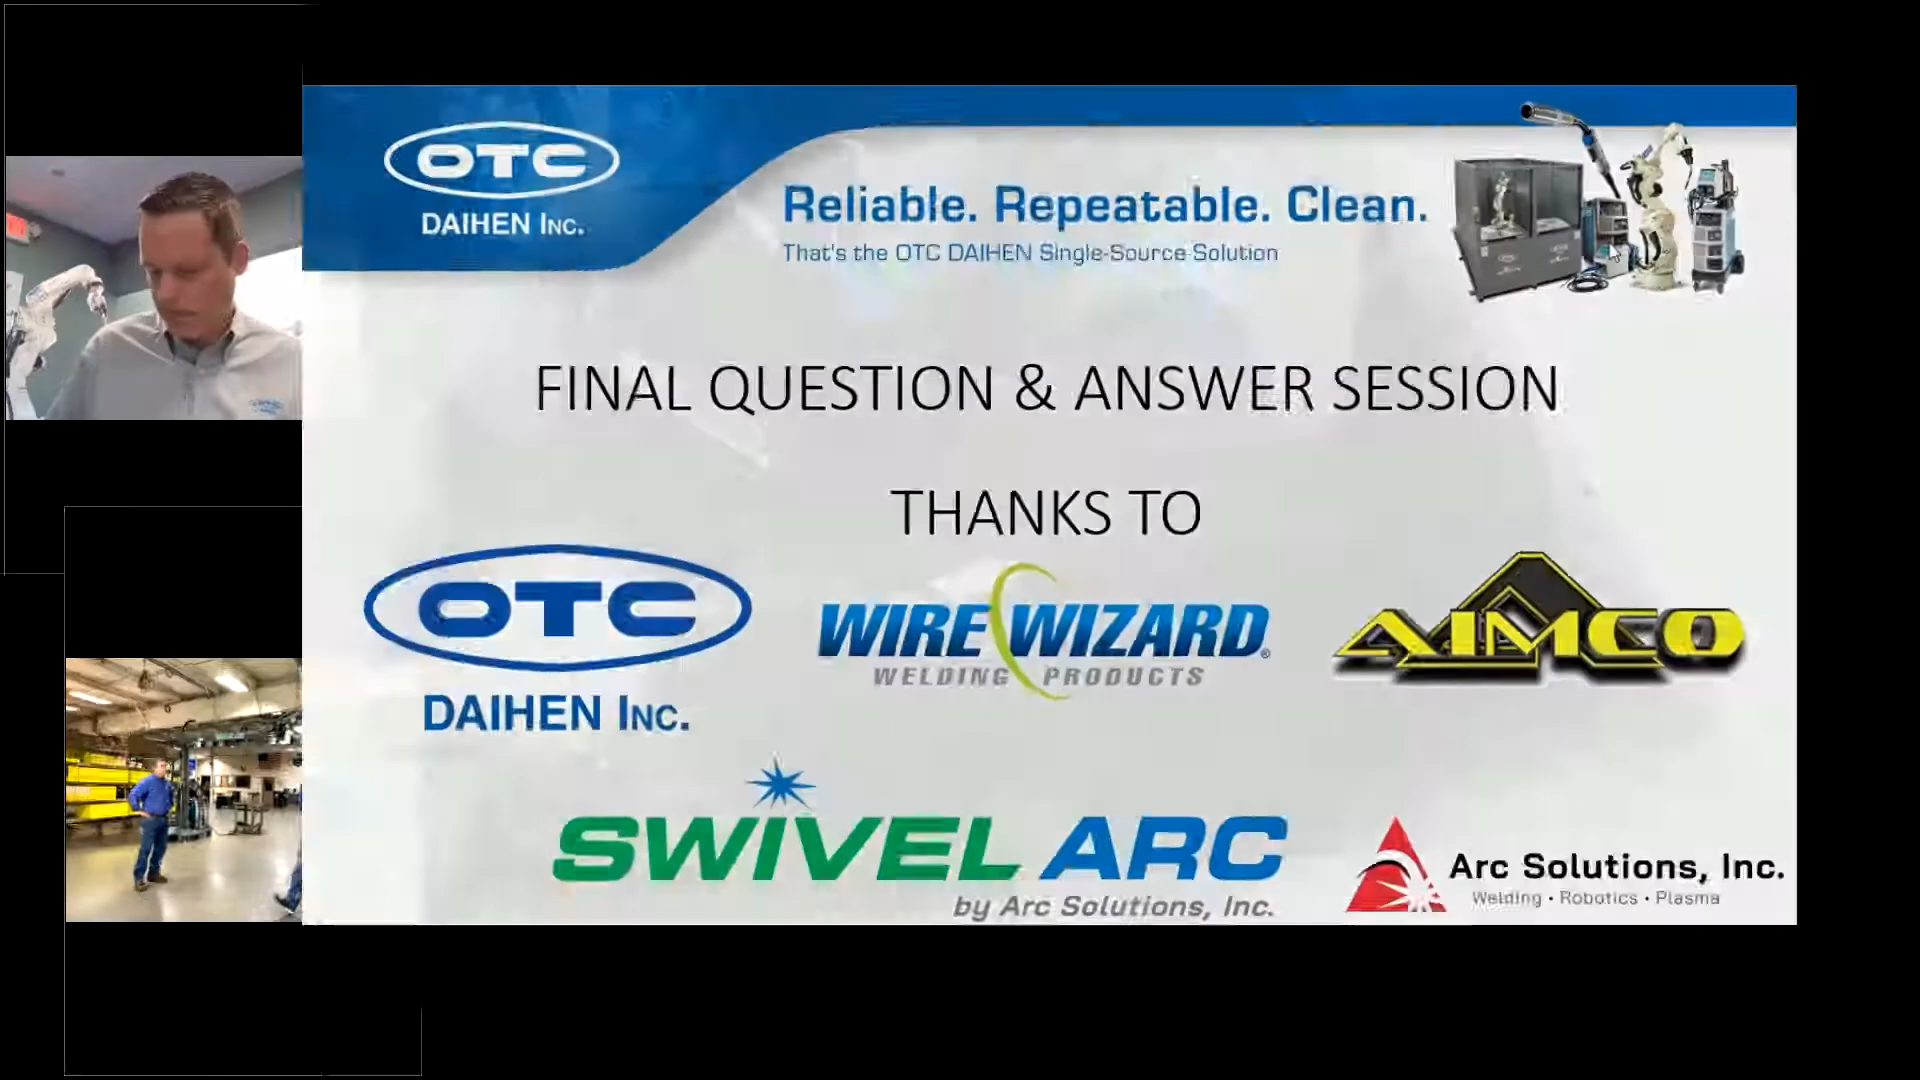 OTC
DAIHEN INC.
Reliable. Repeatable. Clean.
That's the OTC DAIHEN Single-Source Solution
FINAL QUESTION & ANSWER SESSION
THANKS TO
OTC
DAIHEN INC.
WIRE WIZARD®
WELDING PRODUCTS
AIMCO
SWIVEL ARC
by Arc Solutions, Inc.
Arc Solutions, Inc.
Welding • Robotics • Plasma